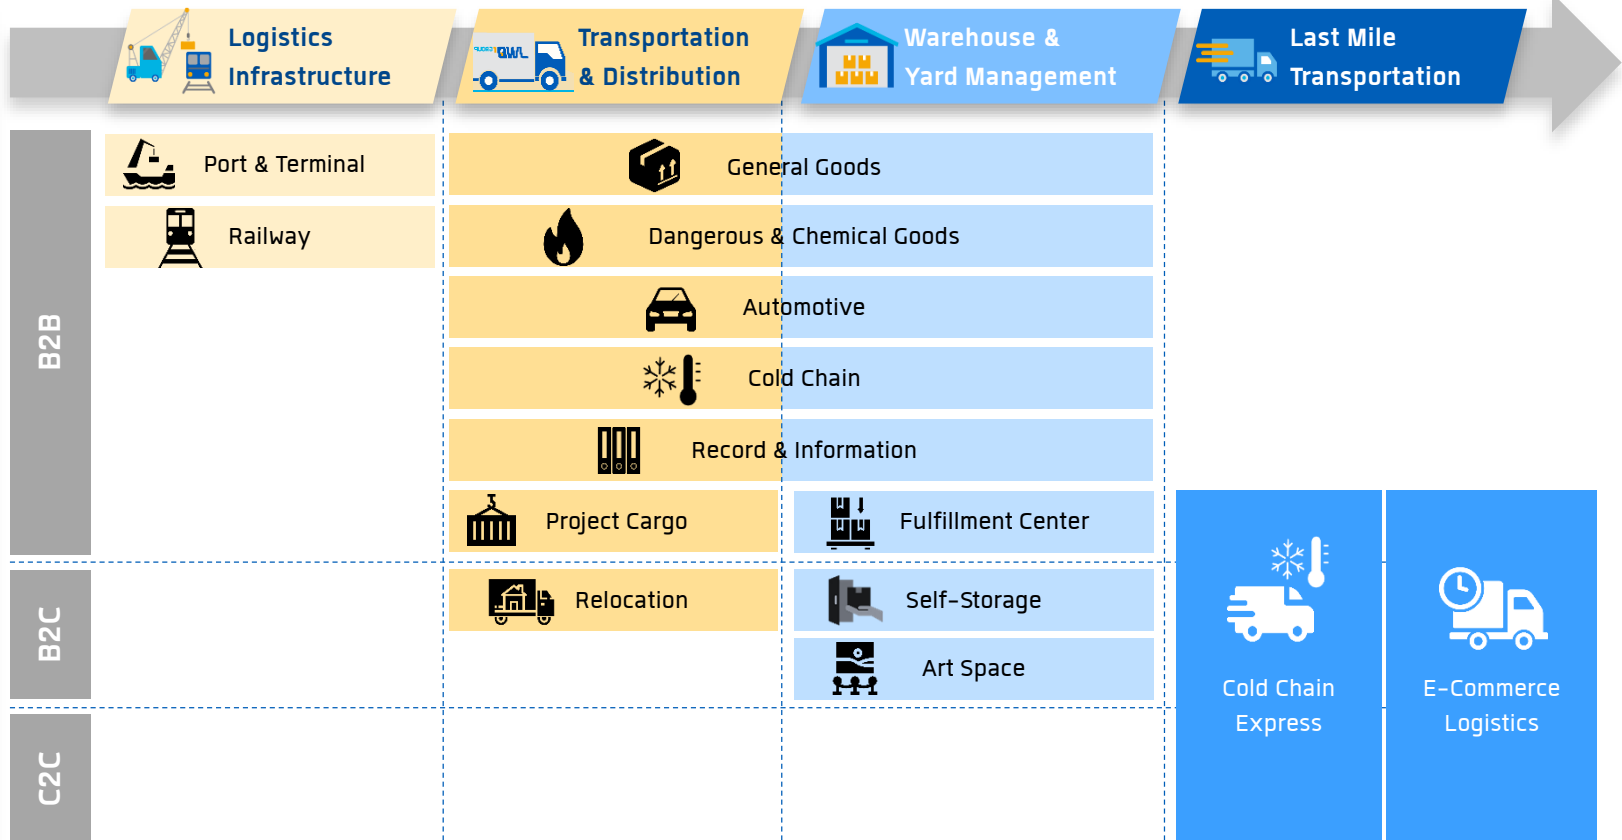 Logistics
Infrastructure
Transportation
& Distribution
Warehouse &
Yard Management
Last Mile
Transportation
B2B
Port & Terminal
General Goods
Railway
Dangerous & Chemical Goods
Automotive
Cold Chain
Record & Information
Project Cargo
Fulfillment Center
B2C
Relocation
Self-Storage
Art Space
Cold Chain
Express
E-Commerce
Logistics
C2C